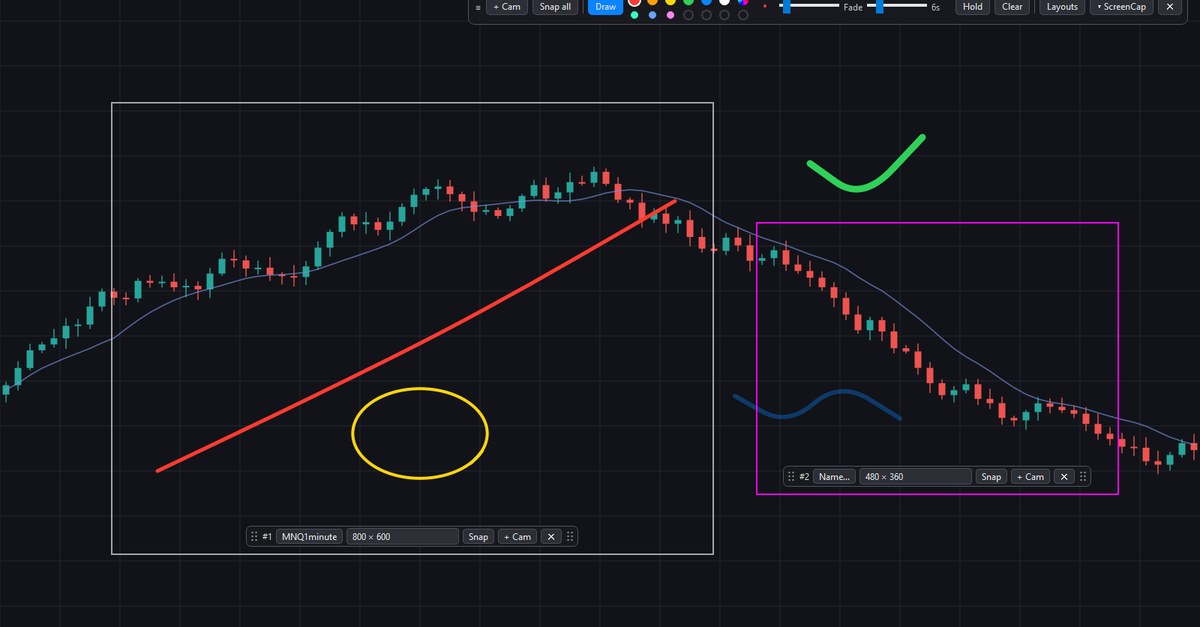 ≡ + Cam Snap all Draw Fade 6s Hold Clear Layouts ▾ ScreenCap ✕
#2 Name... 480 × 360 Snap + Cam ✕
#1 MNQ1minute 800 × 600 Snap + Cam ✕